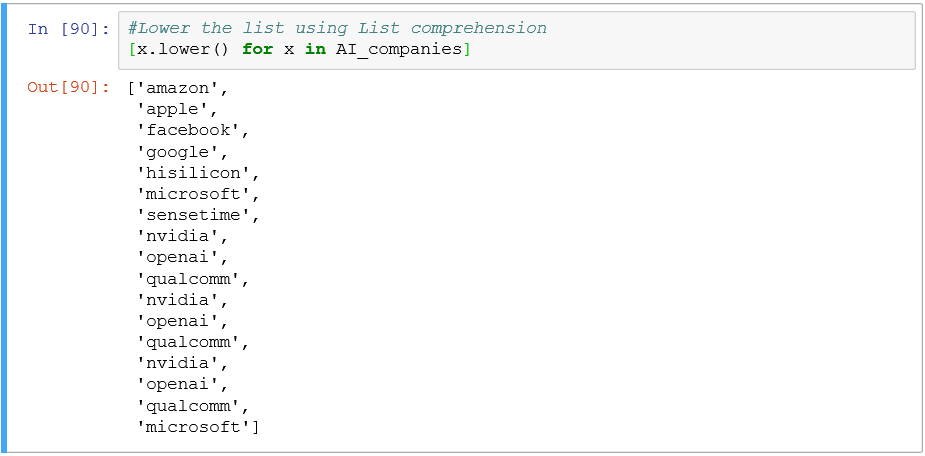 In [90]: #Lower the list using List comprehension
[x.lower() for x in AI_companies]
Out[90]: ['amazon',
'apple',
'facebook',
'google',
'hisilicon',
'microsoft',
'sensetime',
'nvidia',
'openai',
'qualcomm',
'nvidia',
'openai',
'qualcomm',
'nvidia',
'openai',
'qualcomm',
'microsoft']